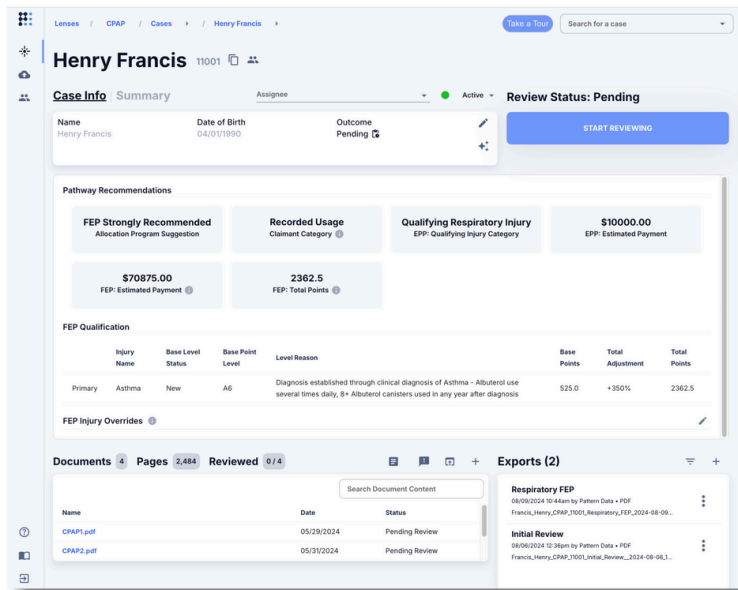 Lenses / CPAP / Cases / Henry Francis
Take a Tour
Search for a case
Henry Francis 11001
Case Info | Summary
Assignee
Active
Review Status: Pending
Name
Henry Francis
Date of Birth
04/01/1990
Outcome
Pending
START REVIEWING
Pathway Recommendations
FEP Strongly Recommended
Allocation Program Suggestion
Recorded Usage
Claimant Category
Qualifying Respiratory Injury
EPP: Qualifying Injury Category
$10000.00
EPP: Estimated Payment
$70875.00
FEP: Estimated Payment
2362.5
FEP: Total Points
FEP Qualification
Injury Name
Base Level Status
Base Point Level
Level Reason
Base Points
Total Adjustment
Total Points
Primary Asthma New A6
Diagnosis established through clinical diagnosis of Asthma - Albuterol use
several times daily, 8+ Albuterol canisters used in any year after diagnosis
525.0 +350% 2362.5
FEP Injury Overrides
Documents 4 Pages 2,484 Reviewed 0 / 4
Search Document Content
Name Date Status
CPAP1.pdf 05/29/2024 Pending Review
CPAP2.pdf 05/31/2024 Pending Review
Exports (2)
Respiratory FEP
08/09/2024 10:44am by Pattern Data • PDF
Francis_Henry_CPAP_11001_Respiratory_FEP_2024-08-09...
Initial Review
08/06/2024 12:36pm by Pattern Data • PDF
Francis_Henry_CPAP_11001_Initial_Review__2024-08-06_1...